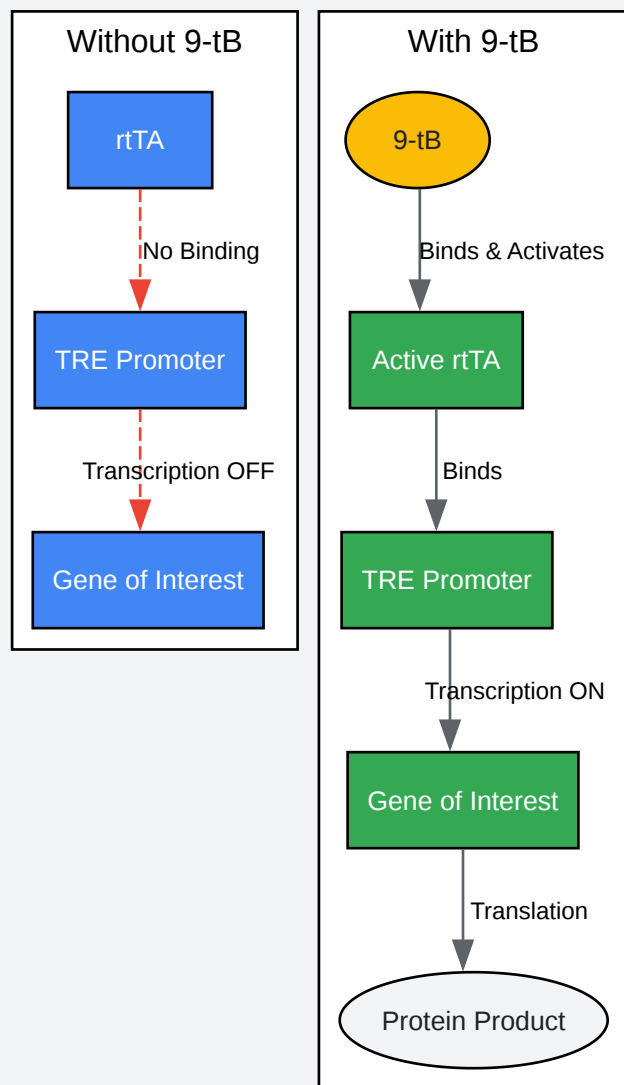 Without 9-tB
rtTA
No Binding
TRE Promoter
Transcription OFF
Gene of Interest
With 9-tB
9-tB
Binds & Activates
Active rtTA
Binds
TRE Promoter
Transcription ON
Gene of Interest
Translation
Protein Product